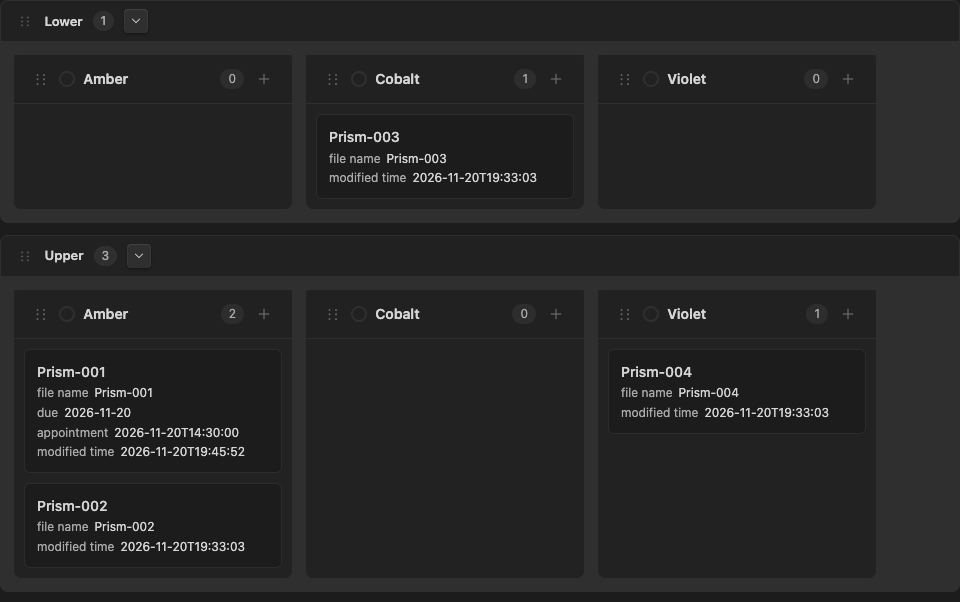 Lower 1
Amber 0
Cobalt 1
Violet 0
Prism-003
file name Prism-003
modified time 2026-11-20T19:33:03
Upper 3
Amber 2
Cobalt 0
Violet 1
Prism-001
file name Prism-001
due 2026-11-20
appointment 2026-11-20T14:30:00
modified time 2026-11-20T19:45:52
Prism-002
file name Prism-002
modified time 2026-11-20T19:33:03
Prism-004
file name Prism-004
modified time 2026-11-20T19:33:03